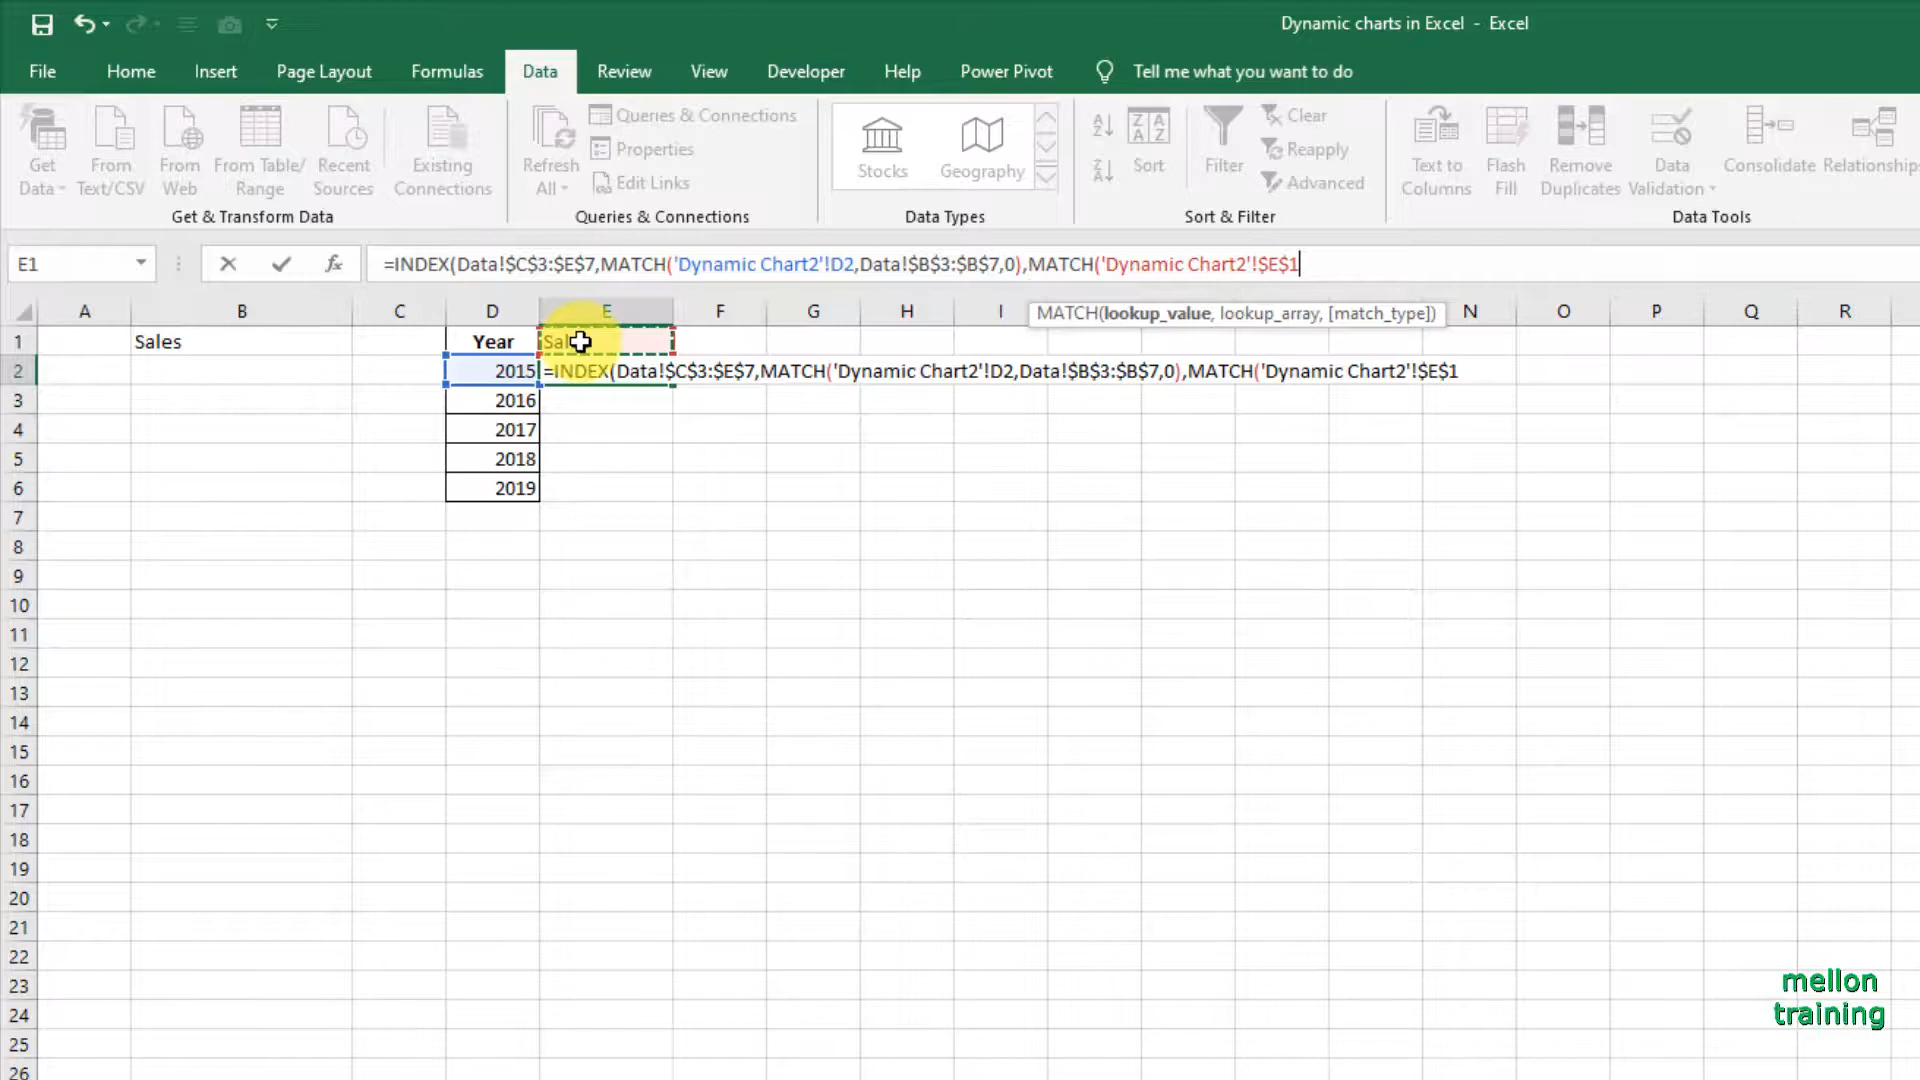 Dynamic charts in Excel - Excel
File Home Insert Page Layout Formulas Data Review View Developer Help Power Pivot Tell me what you want to do
Get Data
From Text/CSV
From Web
From Table/ Range
Recent Sources
Existing Connections
Get & Transform Data
Refresh All
Queries & Connections
Properties
Edit Links
Queries & Connections
Stocks
Geography
Data Types
Sort
Filter
Clear
Reapply
Advanced
Sort & Filter
Text to Columns
Flash Fill
Remove Duplicates
Data Validation
Consolidate
Relationships
Data Tools
E1 fx =INDEX(Data!$C$3:$E$7,MATCH('Dynamic Chart2'!D2,Data!$B$3:$B$7,0),MATCH('Dynamic Chart2'!$E$1
MATCH(lookup_value, lookup_array, [match_type])
A B C D E F G H I N O P Q R
1 Sales Year Sal
2 2015 =INDEX(Data!$C$3:$E$7,MATCH('Dynamic Chart2'!D2,Data!$B$3:$B$7,0),MATCH('Dynamic Chart2'!$E$1
3 2016
4 2017
5 2018
6 2019
7
8
9
10
11
12
13
14
15
16
17
18
19
20
21
22
23
24
25
26
mellon
training